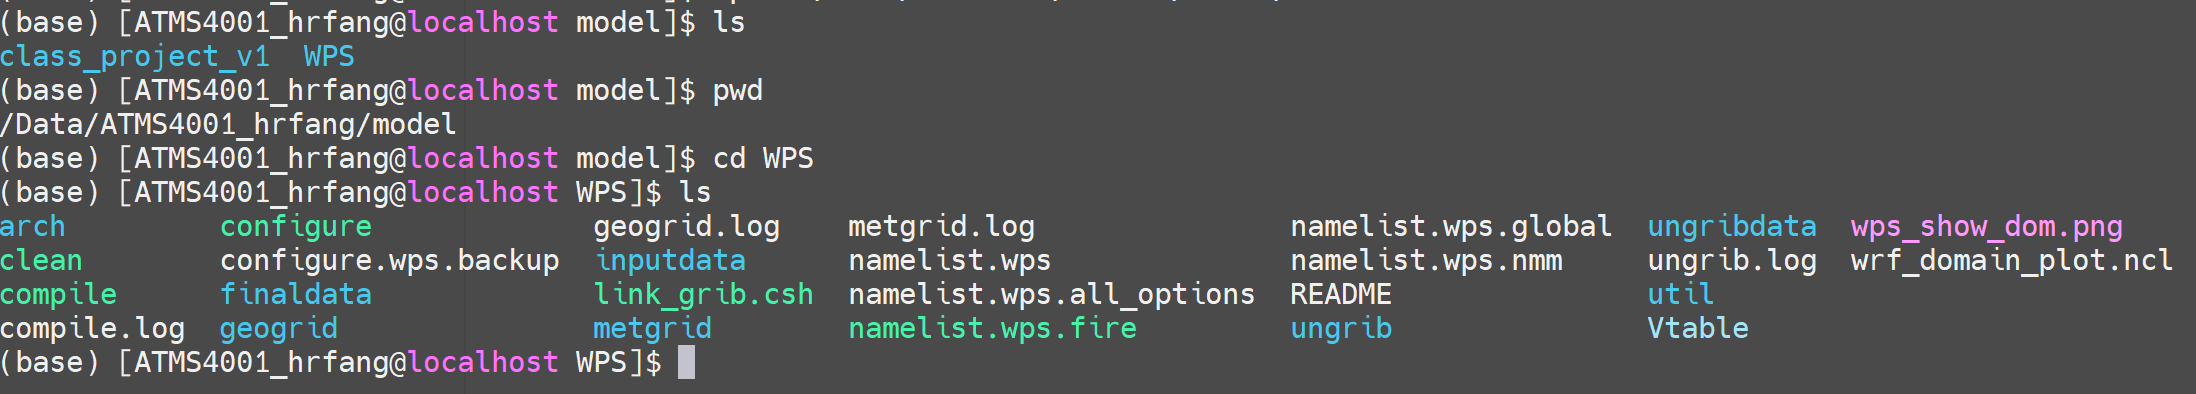 (base) [ATMS4001_hrfang@localhost model]$ ls
class_project_v1  WPS
(base) [ATMS4001_hrfang@localhost model]$ pwd
/Data/ATMS4001_hrfang/model
(base) [ATMS4001_hrfang@localhost model]$ cd WPS
(base) [ATMS4001_hrfang@localhost WPS]$ ls
arch         configure             geogrid.log    metgrid.log               namelist.wps.global  ungribdata  wps_show_dom.png
clean        configure.wps.backup  inputdata      namelist.wps              namelist.wps.nmm     ungrib.log  wrf_domain_plot.ncl
compile      finaldata             link_grib.csh  namelist.wps.all_options  README               util
compile.log  geogrid               metgrid        namelist.wps.fire         ungrib               Vtable
(base) [ATMS4001_hrfang@localhost WPS]$